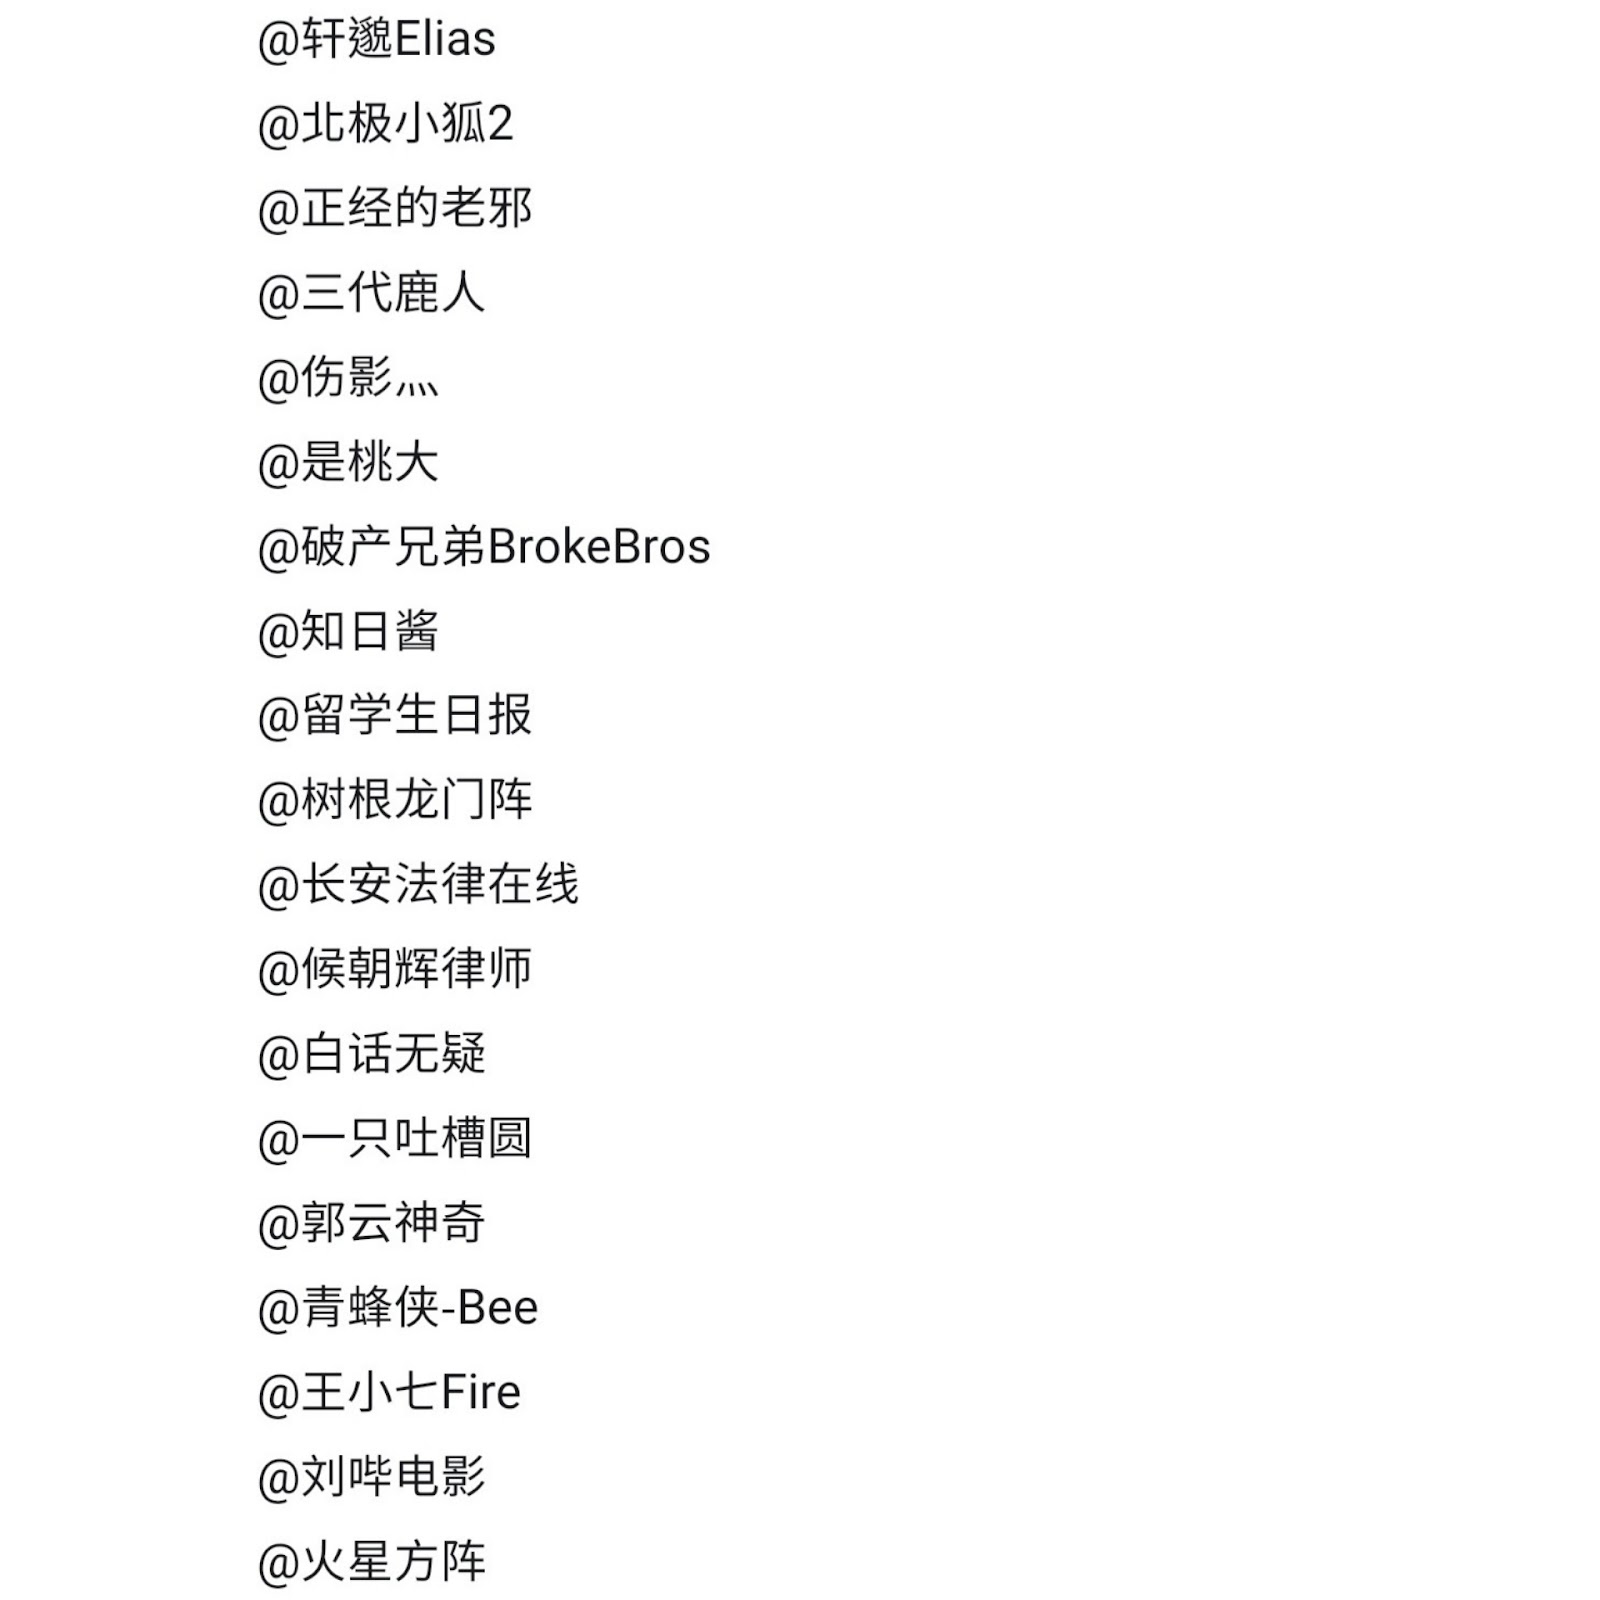 @轩邈Elias
@北极小狐2
@正经的老邪
@三代鹿人
@伤影灬
@是桃大
@破产兄弟BrokeBros
@知日酱
@留学生日报
@树根龙门阵
@长安法律在线
@候朝辉律师
@白话无疑
@一只吐槽圆
@郭云神奇
@青蜂侠-Bee
@王小七Fire
@刘哔电影
@火星方阵